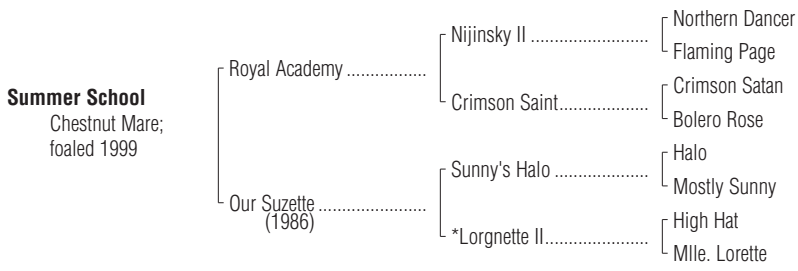 Summer School
Chestnut Mare;
foaled 1999
Royal Academy
Our Suzette
(1986)
Nijinsky II
Crimson Saint
Sunny's Halo
*Lorgnette II
Northern Dancer
Flaming Page
Crimson Satan
Bolero Rose
Halo
Mostly Sunny
High Hat
Mlle. Lorette